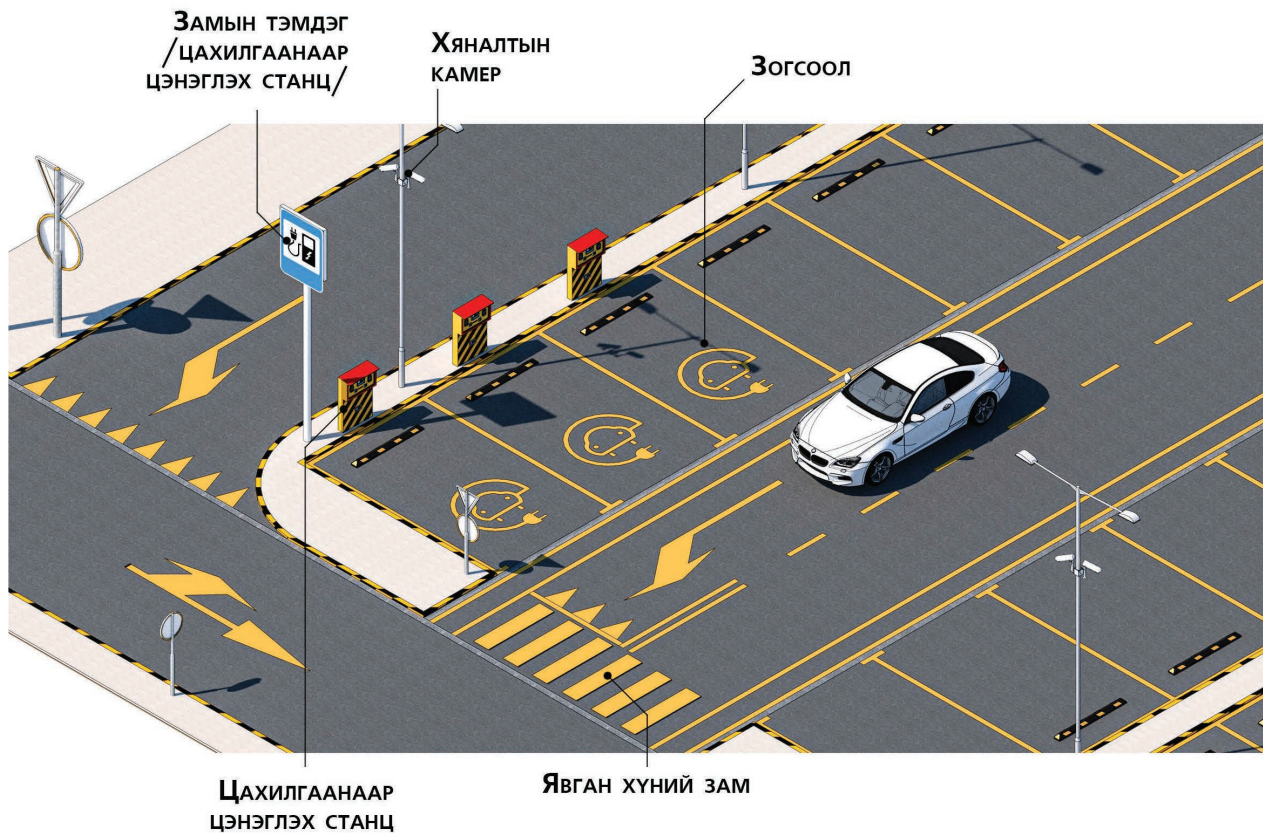 Замын тэмдэг
/цахилгаанаар
цэнэглэх станц/
Хяналтын
камер
Зогсоол
Цахилгаанаар
цэнэглэх станц
Явган хүний зам